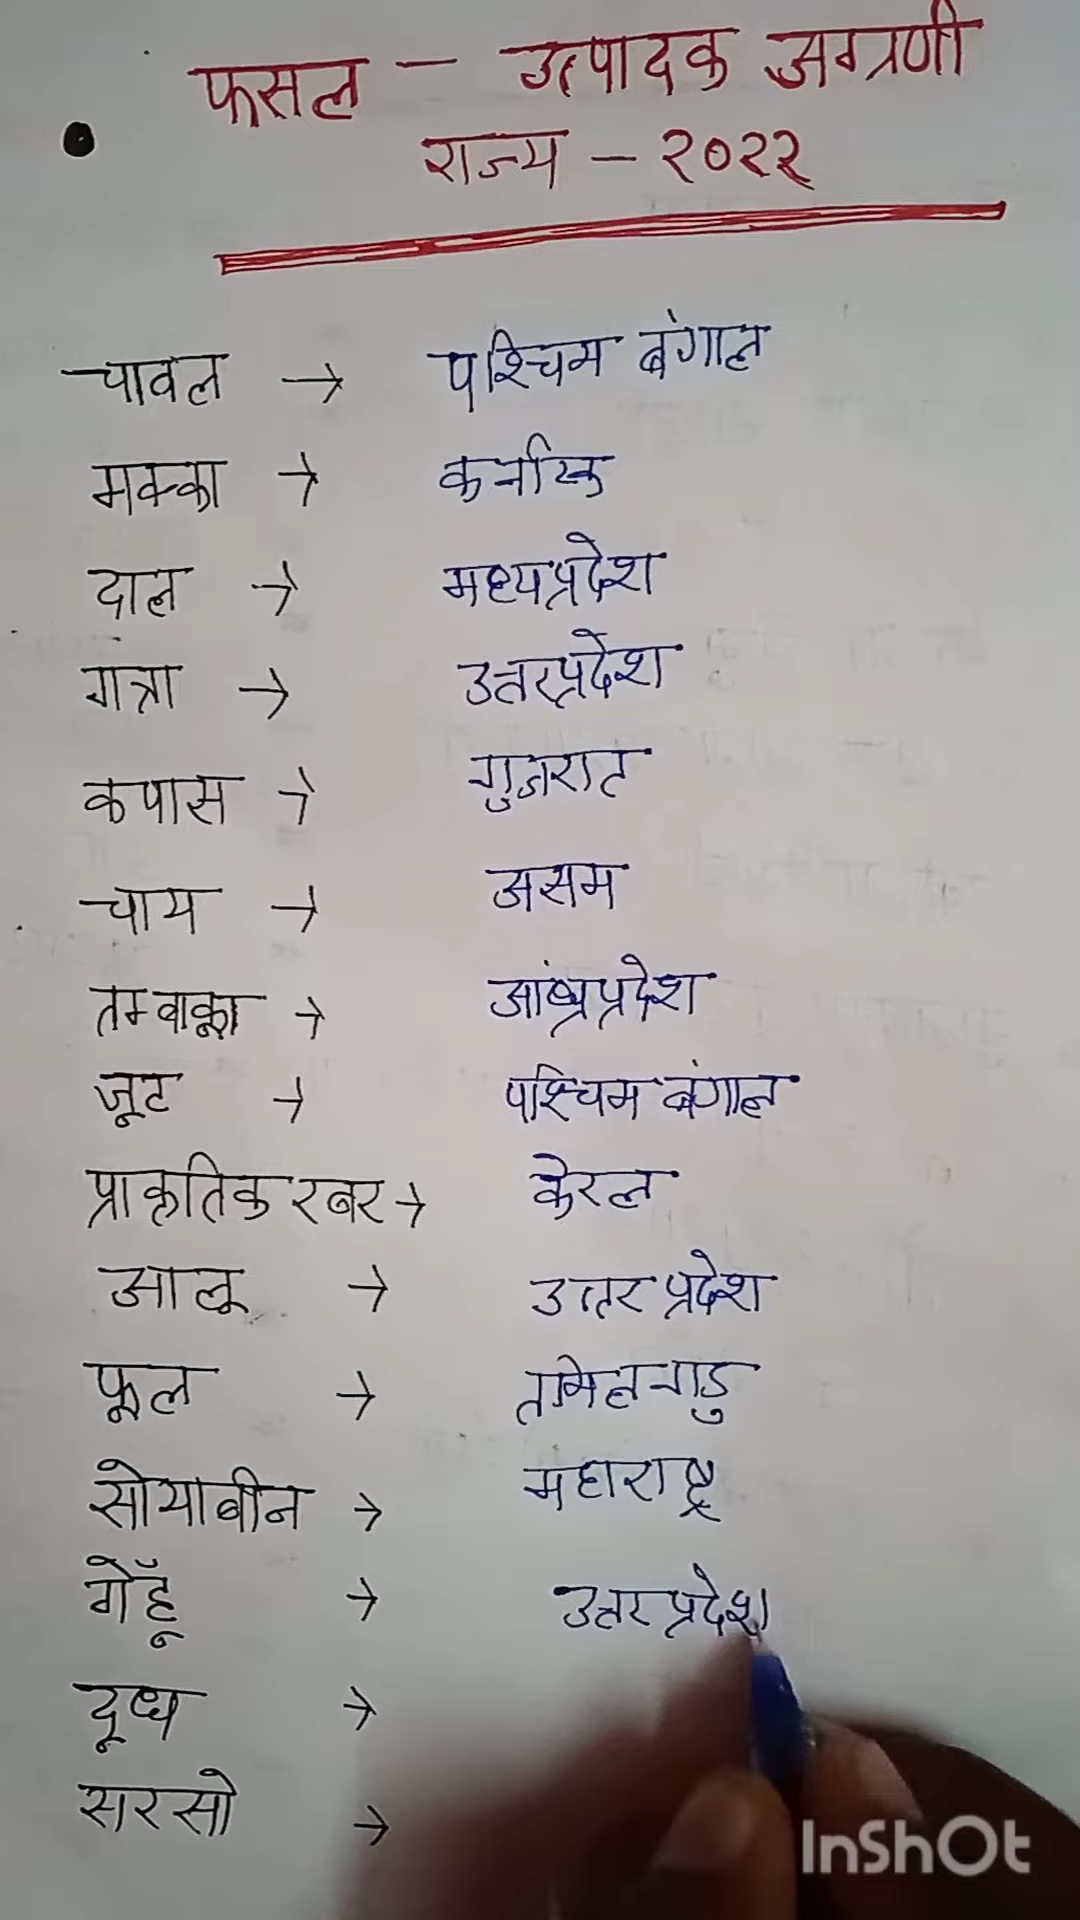 फसल - उत्पादक अग्रणी
राज्य - २०२२
चावल → पश्चिम बंगाल
मक्का → कर्नाटक
दाल → मध्यप्रदेश
गन्ना → उत्तरप्रदेश
कपास → गुजरात
चाय → असम
तम्बाकू → आंध्रप्रदेश
जूट → पश्चिम बंगाल
प्राकृतिक रबर → केरल
आलू → उत्तर प्रदेश
फूल → तमिलनाडु
सोयाबीन → महाराष्ट्र
गेहूँ → उत्तरप्रदेश
दूध →
सरसो →
InShOt